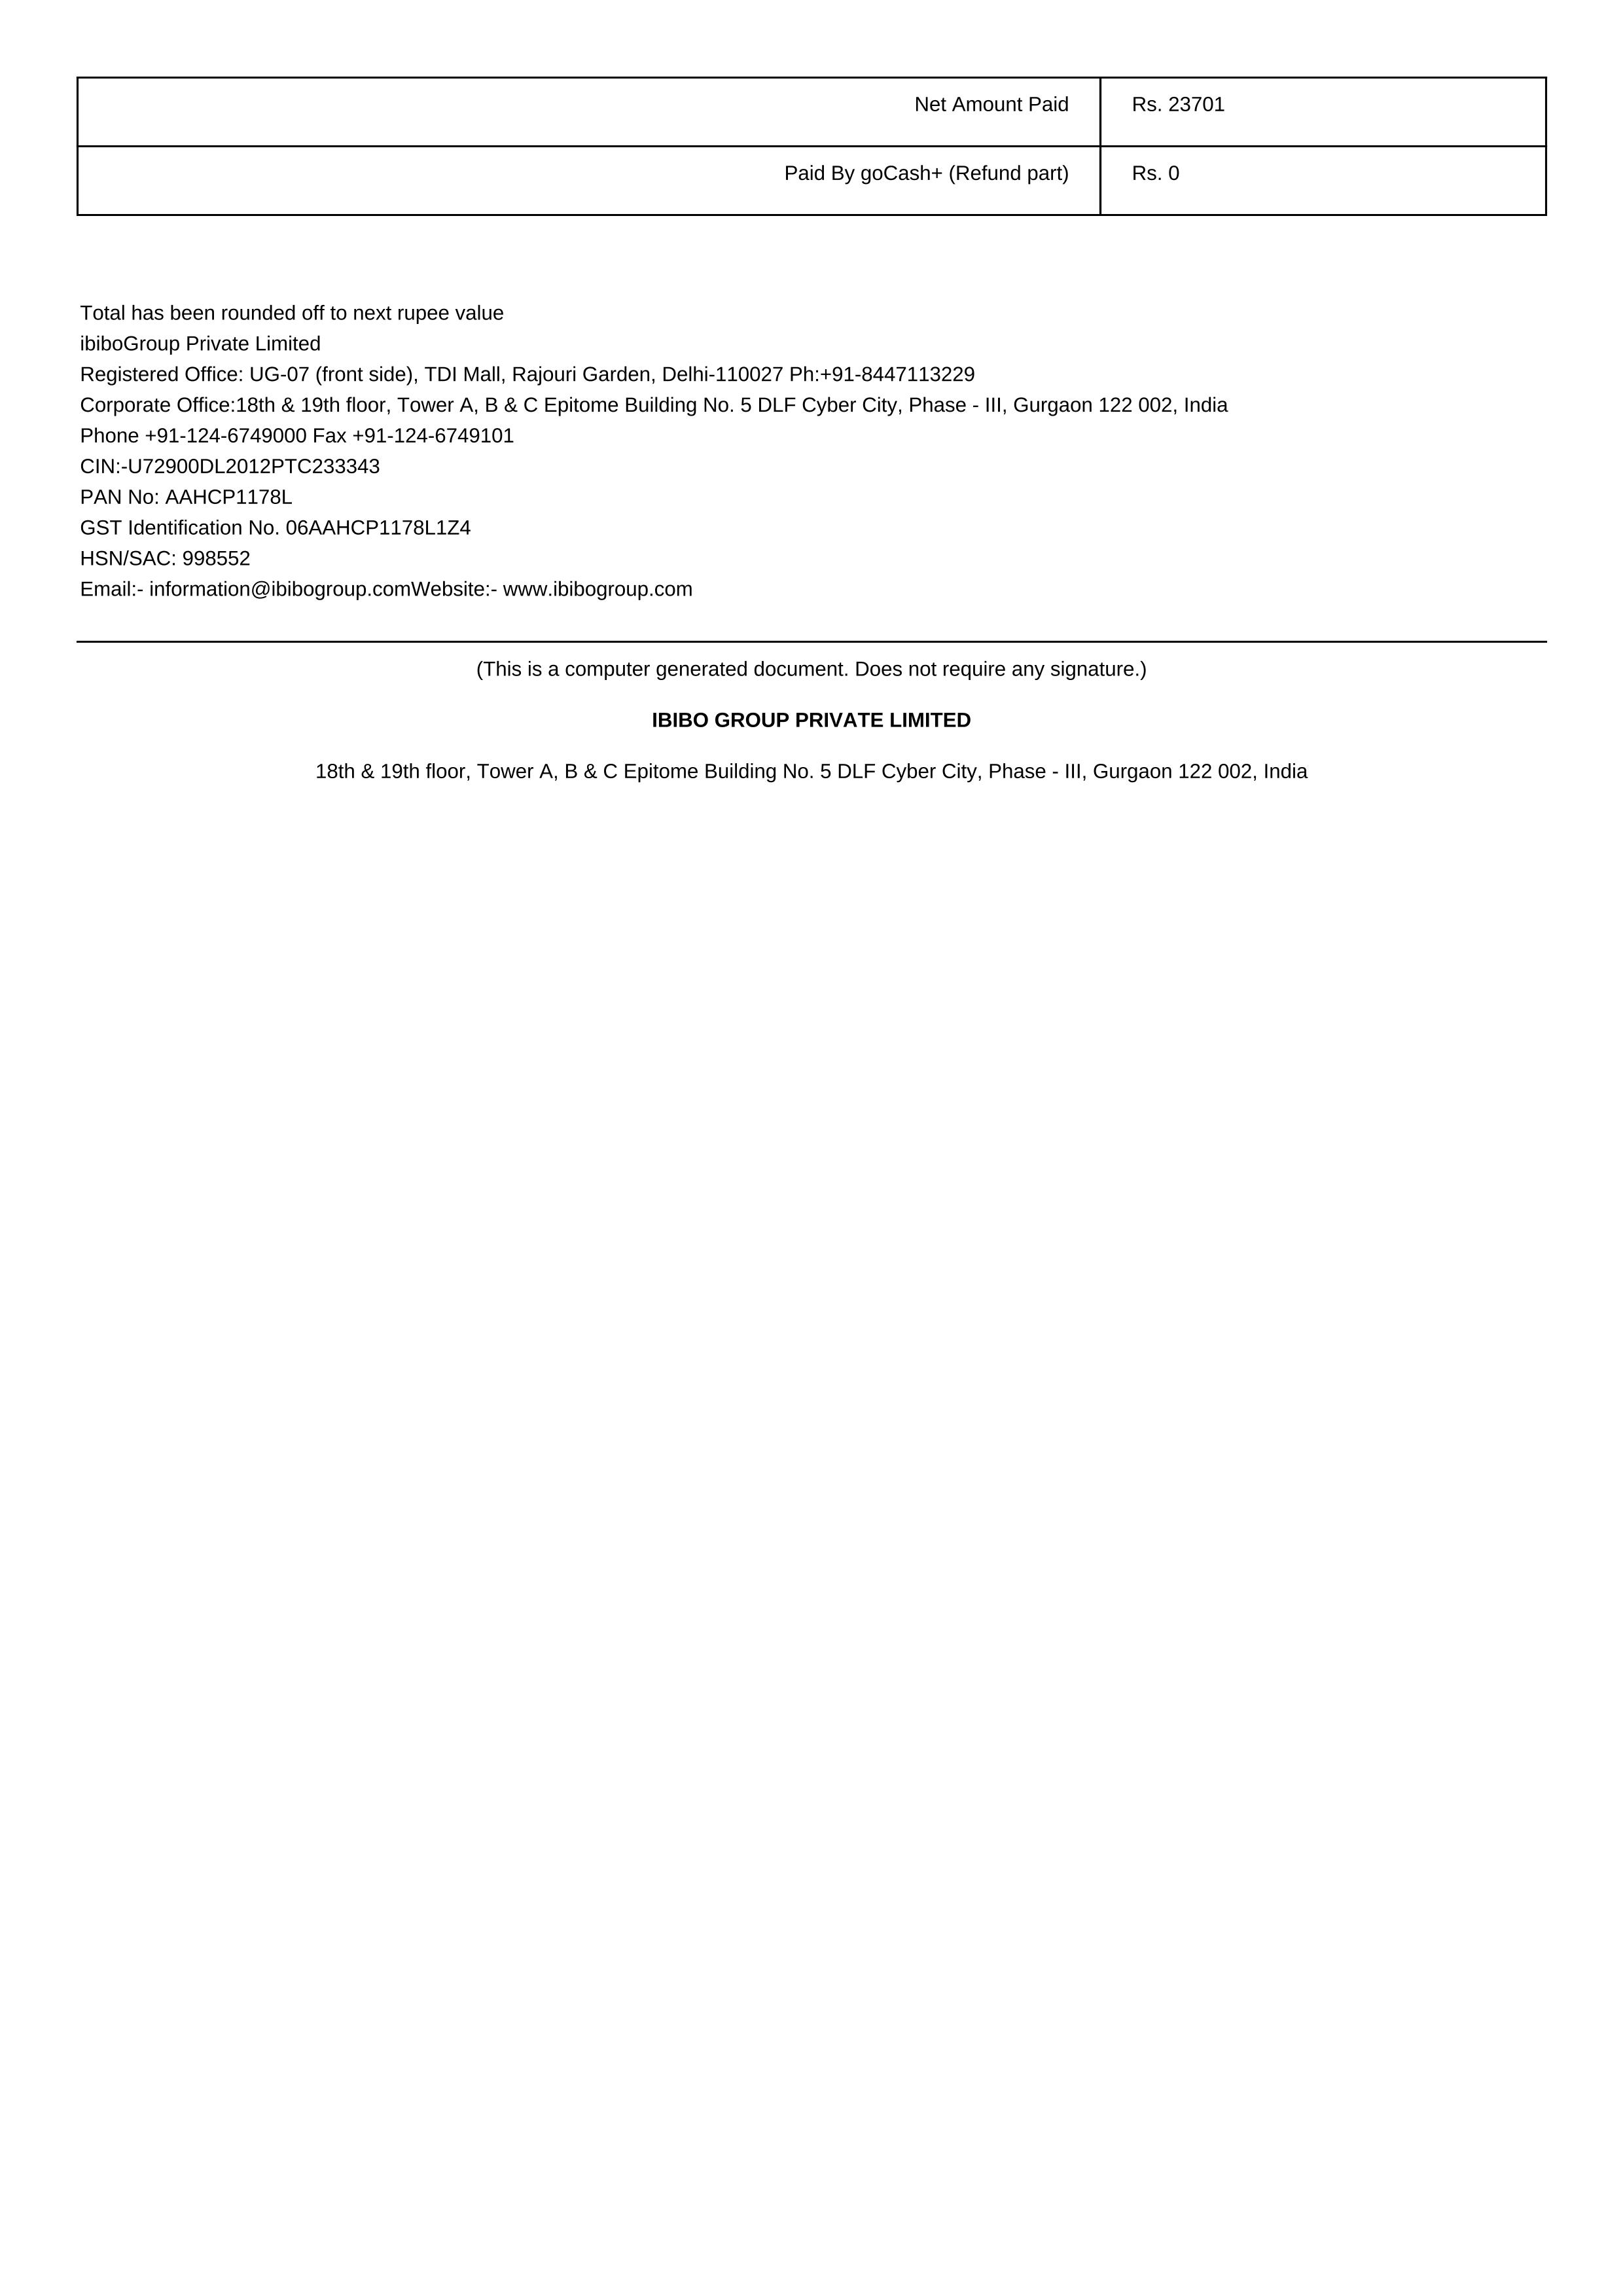 Net Amount Paid Rs. 23701
Paid By goCash+ (Refund part) Rs. 0
Total has been rounded off to next rupee value
ibiboGroup Private Limited
Registered Office: UG-07 (front side), TDI Mall, Rajouri Garden, Delhi-110027 Ph:+91-8447113229
Corporate Office:18th & 19th floor, Tower A, B & C Epitome Building No. 5 DLF Cyber City, Phase - III, Gurgaon 122 002, India
Phone +91-124-6749000 Fax +91-124-6749101
CIN:-U72900DL2012PTC233343
PAN No: AAHCP1178L
GST Identification No. 06AAHCP1178L1Z4
HSN/SAC: 998552
Email:- information@ibibogroup.comWebsite:- www.ibibogroup.com
(This is a computer generated document. Does not require any signature.)
IBIBO GROUP PRIVATE LIMITED
18th & 19th floor, Tower A, B & C Epitome Building No. 5 DLF Cyber City, Phase - III, Gurgaon 122 002, India